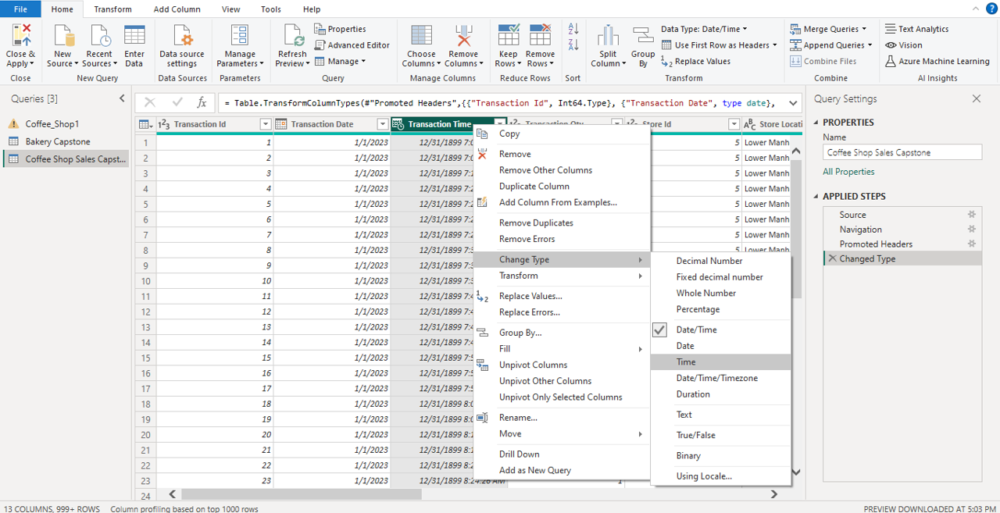 File Home Transform Add Column View Tools Help
Close & Apply
New Source
Recent Sources
Enter Data
Data source settings
Manage Parameters
Refresh Preview
Properties
Advanced Editor
Manage
Choose Columns
Remove Columns
Keep Rows
Remove Rows
Split Column
Group By
Data Type: Date/Time
Use First Row as Headers
Replace Values
Merge Queries
Append Queries
Combine Files
Text Analytics
Vision
Azure Machine Learning
Close New Query Data Sources Parameters Query Manage Columns Reduce Rows Sort Transform Combine AI Insights
Queries [3]
Coffee_Shop1
Bakery Capstone
Coffee Shop Sales Capst...
fx = Table.TransformColumnTypes(#"Promoted Headers",{{"Transaction Id", Int64.Type}, {"Transaction Date", type date},
Transaction Id Transaction Date Transaction Time Transaction Qty Store Id Store Locati
1 1 1/1/2023 12/31/1899 7:0 5 Lower Manh
2 2 1/1/2023 12/31/1899 7:0 5 Lower Manh
3 3 1/1/2023 12/31/1899 7:1 5 Lower Manh
4 4 1/1/2023 12/31/1899 7:2 5 Lower Manh
5 5 1/1/2023 12/31/1899 7:2 5 Lower Manh
6 6 1/1/2023 12/31/1899 7:2 5 Lower Manh
7 7 1/1/2023 12/31/1899 7:2 5 Lower Manh
8 8 1/1/2023 12/31/1899 7:3 5 Lower Manh
9 9 1/1/2023 12/31/1899 7:3
10 10 1/1/2023 12/31/1899 7:3
11 11 1/1/2023 12/31/1899 7:4
12 12 1/1/2023 12/31/1899 7:4
13 13 1/1/2023 12/31/1899 7:4
14 14 1/1/2023 12/31/1899 7:4
15 15 1/1/2023 12/31/1899 7:5
16 16 1/1/2023 12/31/1899 7:5
17 17 1/1/2023 12/31/1899 7:5
18 18 1/1/2023 12/31/1899 8:0
19 19 1/1/2023 12/31/1899 8:0
20 20 1/1/2023 12/31/1899 8:1
21 21 1/1/2023 12/31/1899 8:1
22 22 1/1/2023 12/31/1899 8:2
23 23 1/1/2023 12/31/1899 8:24:26 AM 1
24
Copy
Remove
Remove Other Columns
Duplicate Column
Add Column From Examples...
Remove Duplicates
Remove Errors
Change Type
Transform
Replace Values...
Replace Errors...
Group By...
Fill
Unpivot Columns
Unpivot Other Columns
Unpivot Only Selected Columns
Rename...
Move
Drill Down
Add as New Query
Decimal Number
Fixed decimal number
Whole Number
Percentage
Date/Time
Date
Time
Date/Time/Timezone
Duration
Text
True/False
Binary
Using Locale...
Query Settings
PROPERTIES
Name
Coffee Shop Sales Capstone
All Properties
APPLIED STEPS
Source
Navigation
Promoted Headers
Changed Type
13 COLUMNS, 999+ ROWS Column profiling based on top 1000 rows PREVIEW DOWNLOADED AT 5:03 PM